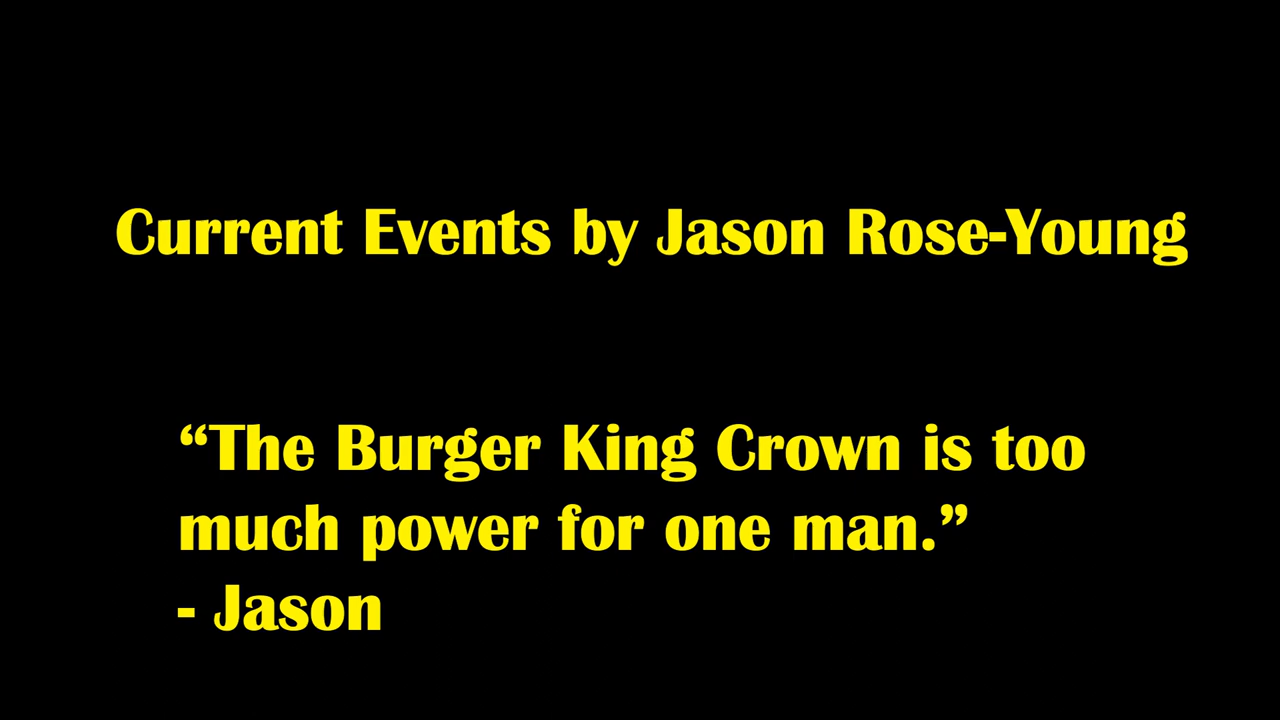 Current Events by Jason Rose-Young
“The Burger King Crown is too
much power for one man.”
- Jason